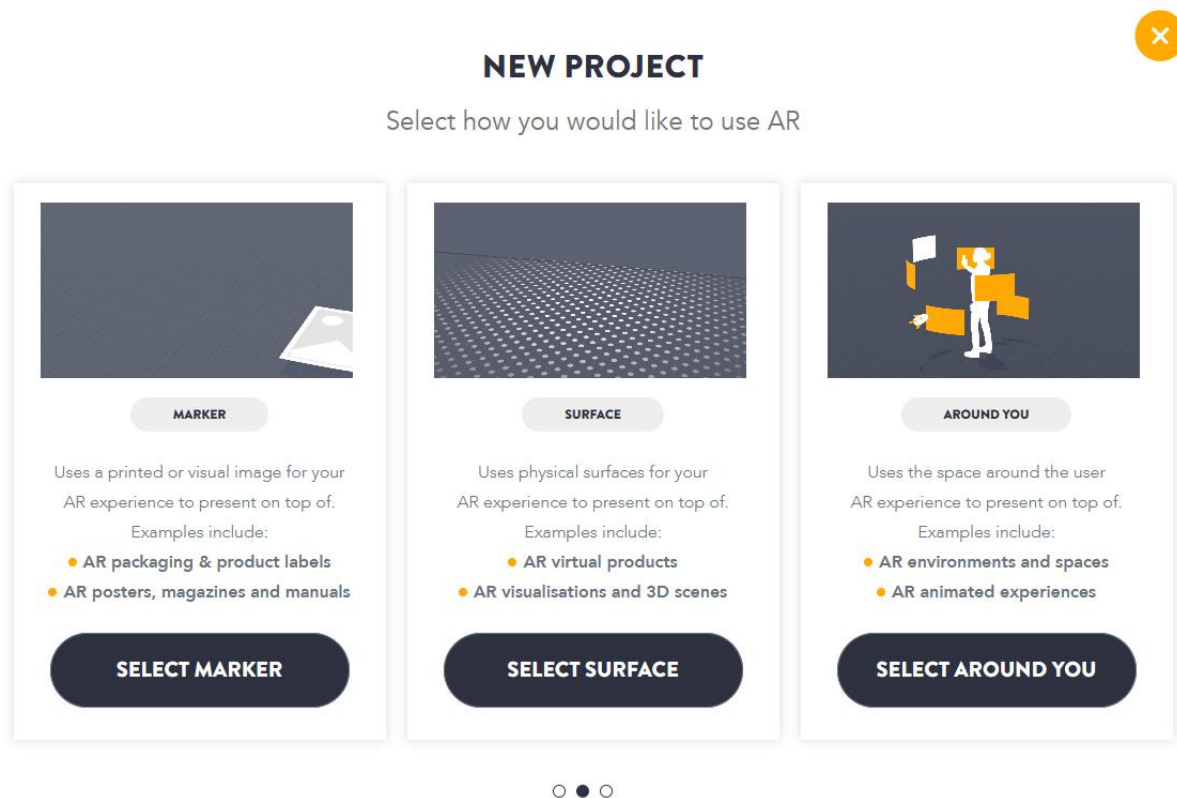 NEW PROJECT
Select how you would like to use AR
MARKER
Uses a printed or visual image for your
AR experience to present on top of.
Examples include:
• AR packaging & product labels
• AR posters, magazines and manuals
SELECT MARKER
SURFACE
Uses physical surfaces for your
AR experience to present on top of.
Examples include:
• AR virtual products
• AR visualisations and 3D scenes
SELECT SURFACE
AROUND YOU
Uses the space around the user
AR experience to present on top of.
Examples include:
• AR environments and spaces
• AR animated experiences
SELECT AROUND YOU